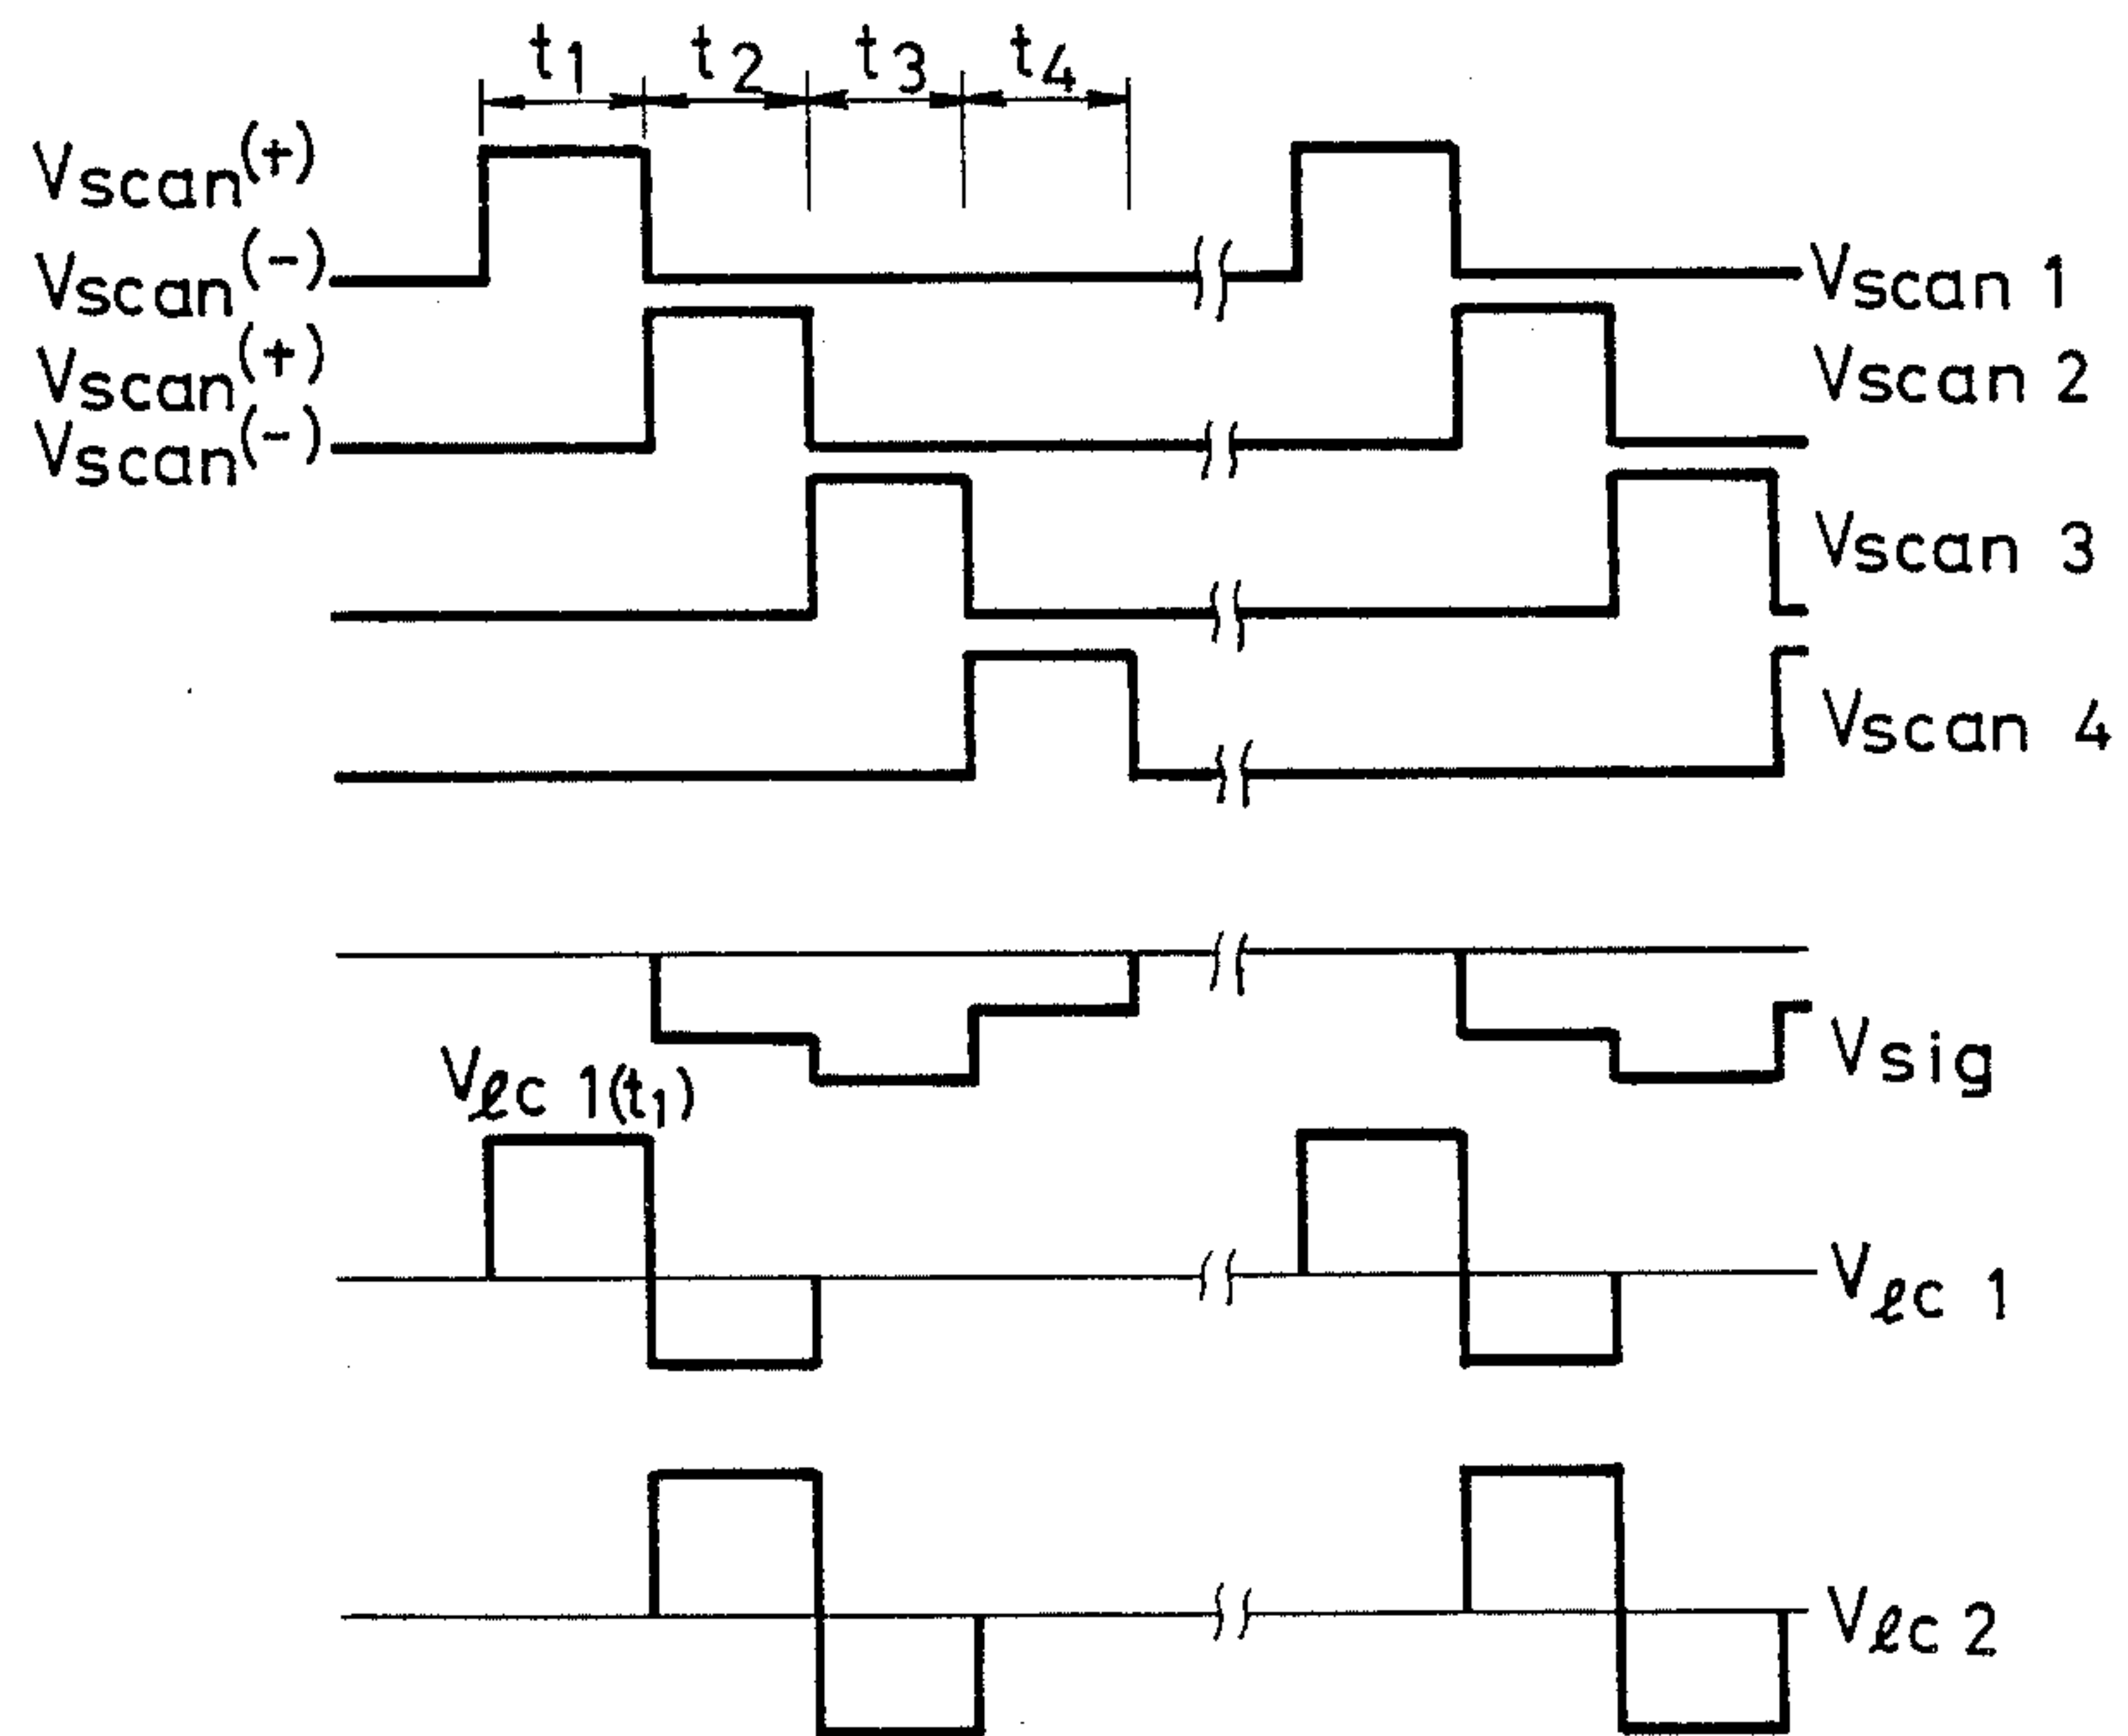 t1 t2 t3 t4
Vscan(+)
Vscan(-)
Vscan 1
Vscan(+)
Vscan 2
Vscan(-)
Vscan 3
Vscan 4
Vsig
Vℓc 1(t1)
Vℓc 1
Vℓc 2